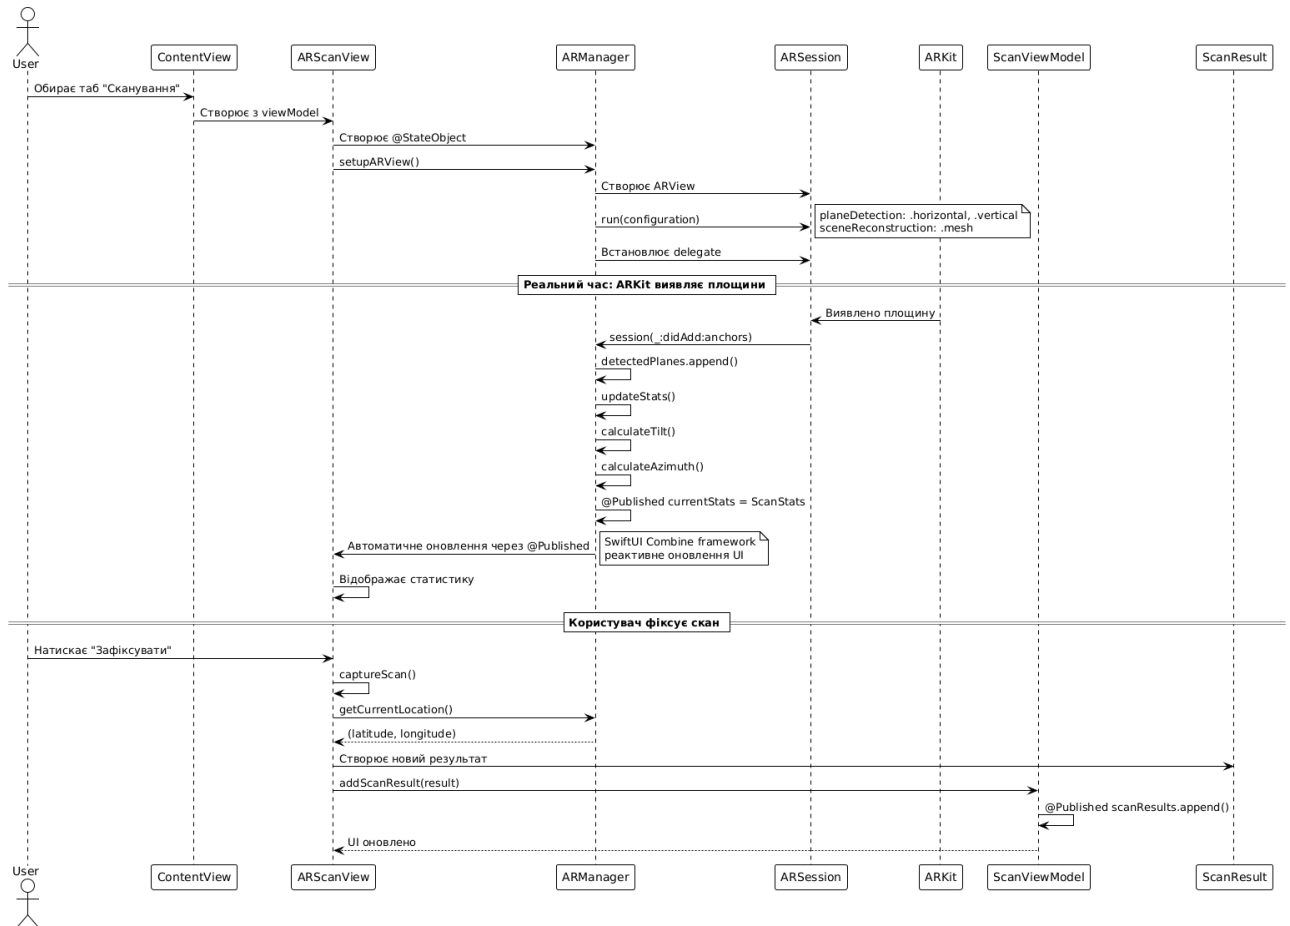 User
ContentView
ARScanView
ARManager
ARSession
ARKit
ScanViewModel
ScanResult
Обирає таб "Сканування"
Створює з viewModel
Створює @StateObject
setupARView()
Створює ARView
run(configuration)
planeDetection: .horizontal, .vertical
sceneReconstruction: .mesh
Встановлює delegate
Реальний час: ARKit виявляє площини
Виявлено площину
session(_:didAdd:anchors)
detectedPlanes.append()
updateStats()
calculateTilt()
calculateAzimuth()
@Published currentStats = ScanStats
Автоматичне оновлення через @Published
SwiftUI Combine framework
реактивне оновлення UI
Відображає статистику
Користувач фіксує скан
Натискає "Зафіксувати"
captureScan()
getCurrentLocation()
(latitude, longitude)
Створює новий результат
addScanResult(result)
@Published scanResults.append()
UI оновлено
User
ContentView
ARScanView
ARManager
ARSession
ARKit
ScanViewModel
ScanResult